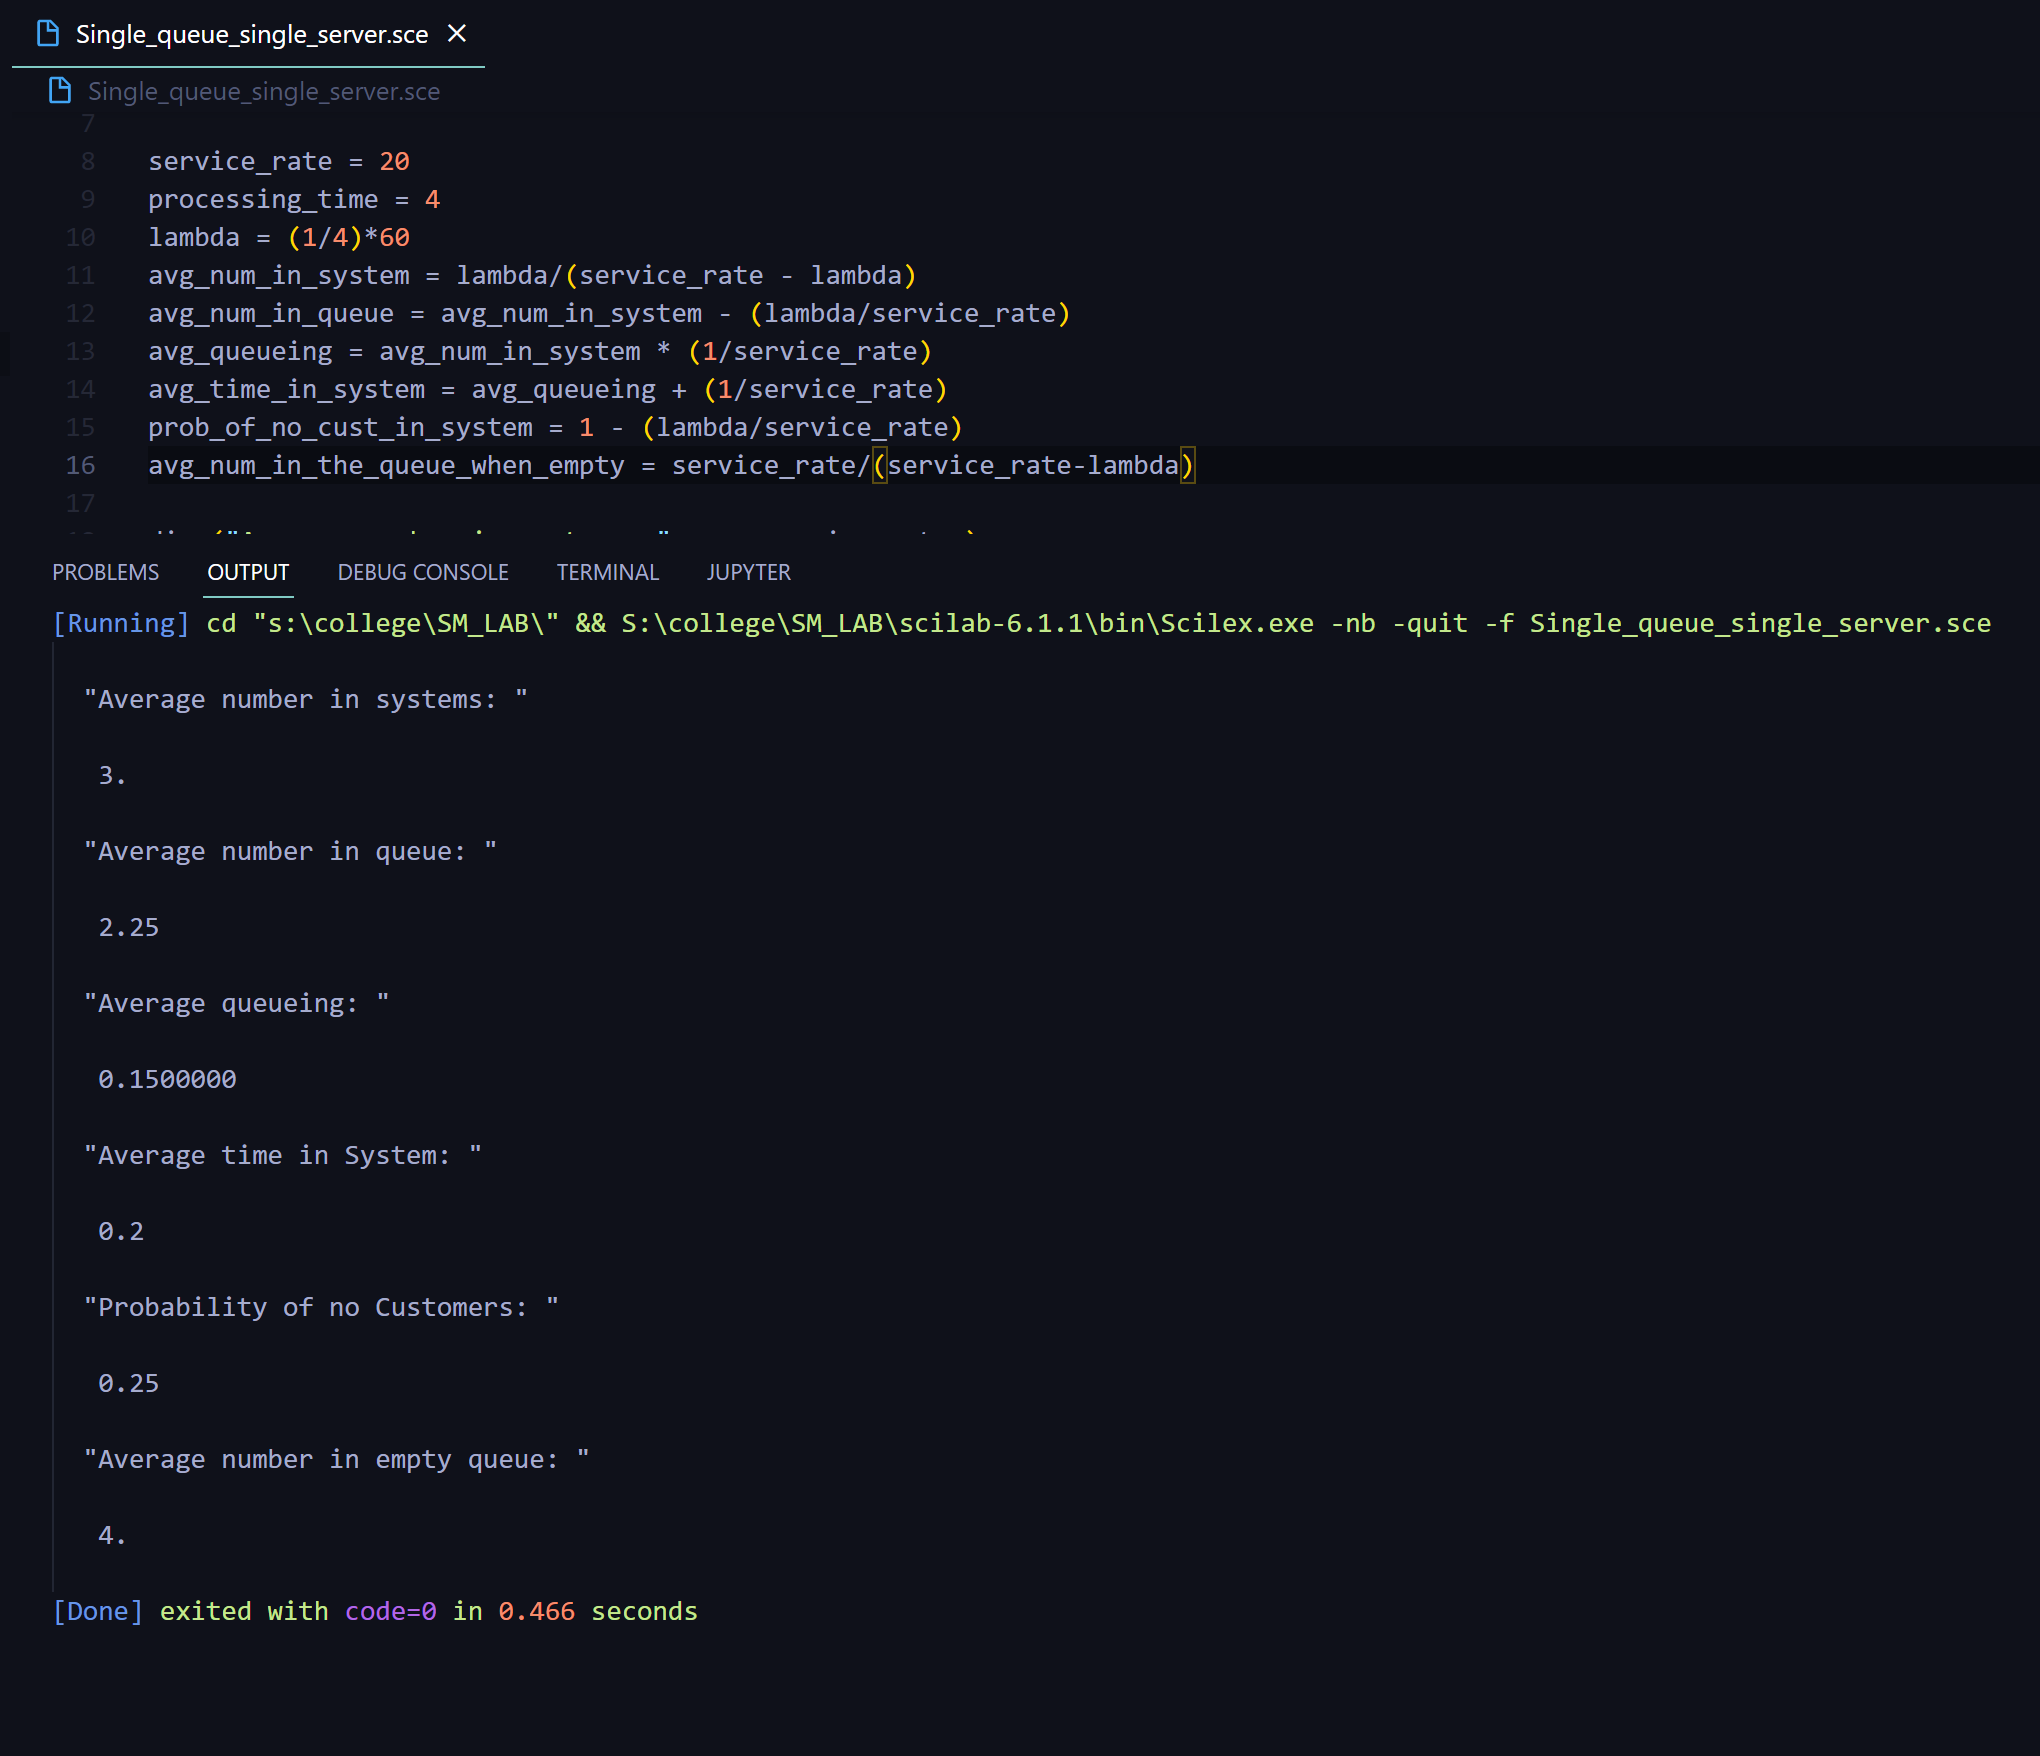 Single_queue_single_server.sce
Single_queue_single_server.sce
7
8 service_rate = 20
9 processing_time = 4
10 lambda = (1/4)*60
11 avg_num_in_system = lambda/(service_rate - lambda)
12 avg_num_in_queue = avg_num_in_system - (lambda/service_rate)
13 avg_queueing = avg_num_in_system * (1/service_rate)
14 avg_time_in_system = avg_queueing + (1/service_rate)
15 prob_of_no_cust_in_system = 1 - (lambda/service_rate)
16 avg_num_in_the_queue_when_empty = service_rate/(service_rate-lambda)
17
PROBLEMS OUTPUT DEBUG CONSOLE TERMINAL JUPYTER
[Running] cd "s:\college\SM_LAB\" && S:\college\SM_LAB\scilab-6.1.1\bin\Scilex.exe -nb -quit -f Single_queue_single_server.sce
"Average number in systems: "
3.
"Average number in queue: "
2.25
"Average queueing: "
0.1500000
"Average time in System: "
0.2
"Probability of no Customers: "
0.25
"Average number in empty queue: "
4.
[Done] exited with code=0 in 0.466 seconds